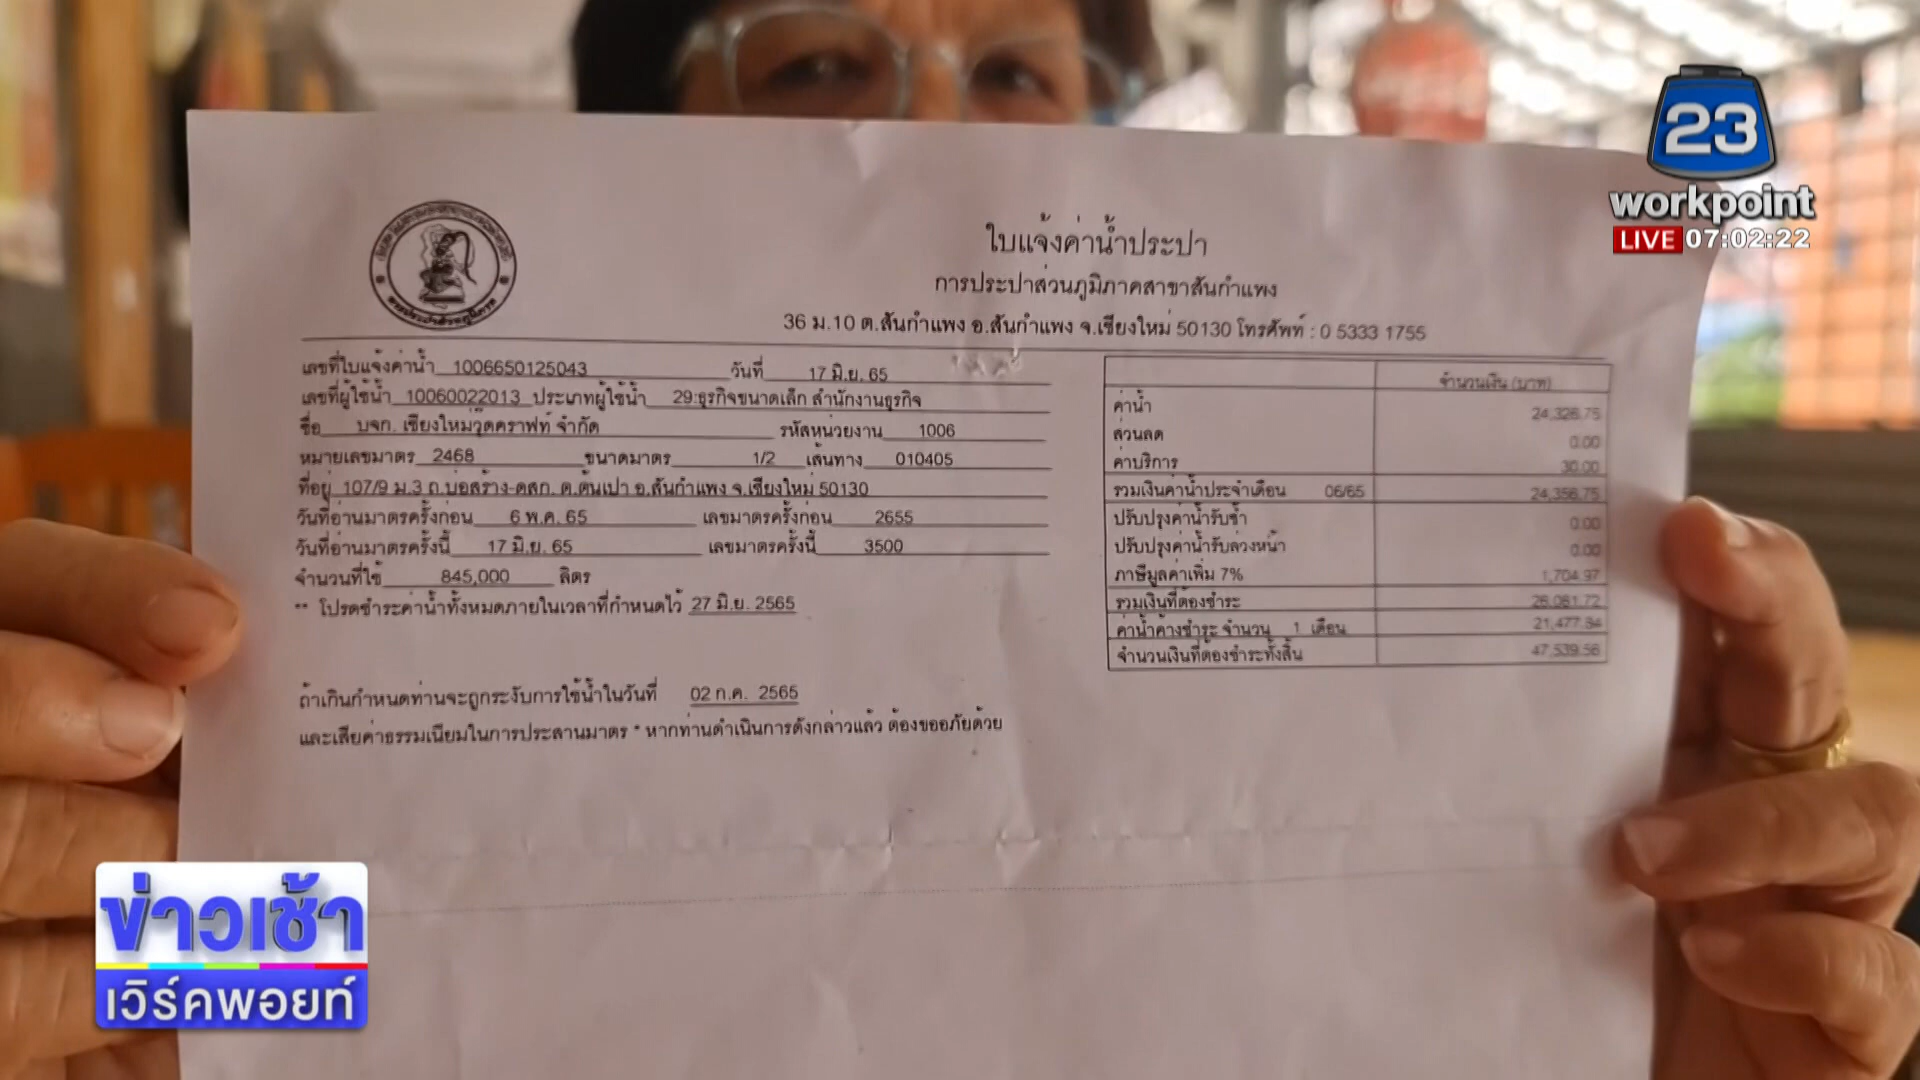 23
workpoint
LIVE 07:02:22
ใบแจ้งค่าน้ำประปา
การประปาส่วนภูมิภาคสาขาสันกำแพง
36 ม.10 ต.สันกำแพง อ.สันกำแพง จ.เชียงใหม่ 50130 โทรศัพท์ : 0 5333 1755
เลขที่ใบแจ้งค่าน้ำ 1006650125043 วันที่ 17 มิ.ย. 65
เลขที่ผู้ใช้น้ำ 10060022013 ประเภทผู้ใช้น้ำ 29:ธุรกิจขนาดเล็ก สำนักงานธุรกิจ
ชื่อ บจก. เชียงใหม่วู๊ดคราฟท์ จำกัด รหัสหน่วยงาน 1006
หมายเลขมาตร 2468 ขนาดมาตร 1/2 เส้นทาง 010405
ที่อยู่ 107/9 ม.3 ถ.บ่อสร้าง-ดสก. ต.ต้นเปา อ.สันกำแพง จ.เชียงใหม่ 50130
วันที่อ่านมาตรครั้งก่อน 6 พ.ค. 65 เลขมาตรครั้งก่อน 2655
วันที่อ่านมาตรครั้งนี้ 17 มิ.ย. 65 เลขมาตรครั้งนี้ 3500
จำนวนที่ใช้ 845,000 ลิตร
** โปรดชำระค่าน้ำทั้งหมดภายในเวลาที่กำหนดไว้ 27 มิ.ย. 2565
ถ้าเกินกำหนดท่านจะถูกระงับการใช้น้ำในวันที่ 02 ก.ค. 2565
และเสียค่าธรรมเนียมในการประสานมาตร * หากท่านดำเนินการดังกล่าวแล้ว ต้องขออภัยด้วย
จำนวนเงิน (บาท)
ค่าน้ำ 24,326.75
ส่วนลด 0.00
ค่าบริการ 30.00
รวมเงินค่าน้ำประจำเดือน 06/65 24,356.75
ปรับปรุงค่าน้ำรับซ้ำ 0.00
ปรับปรุงค่าน้ำรับล่วงหน้า 0.00
ภาษีมูลค่าเพิ่ม 7% 1,704.97
รวมเงินที่ต้องชำระ 26,061.72
ค่าน้ำค้างชำระ จำนวน 1 เดือน 21,477.84
จำนวนเงินที่ต้องชำระทั้งสิ้น 47,539.56
ข่าวเช้า
เวิร์คพอยท์